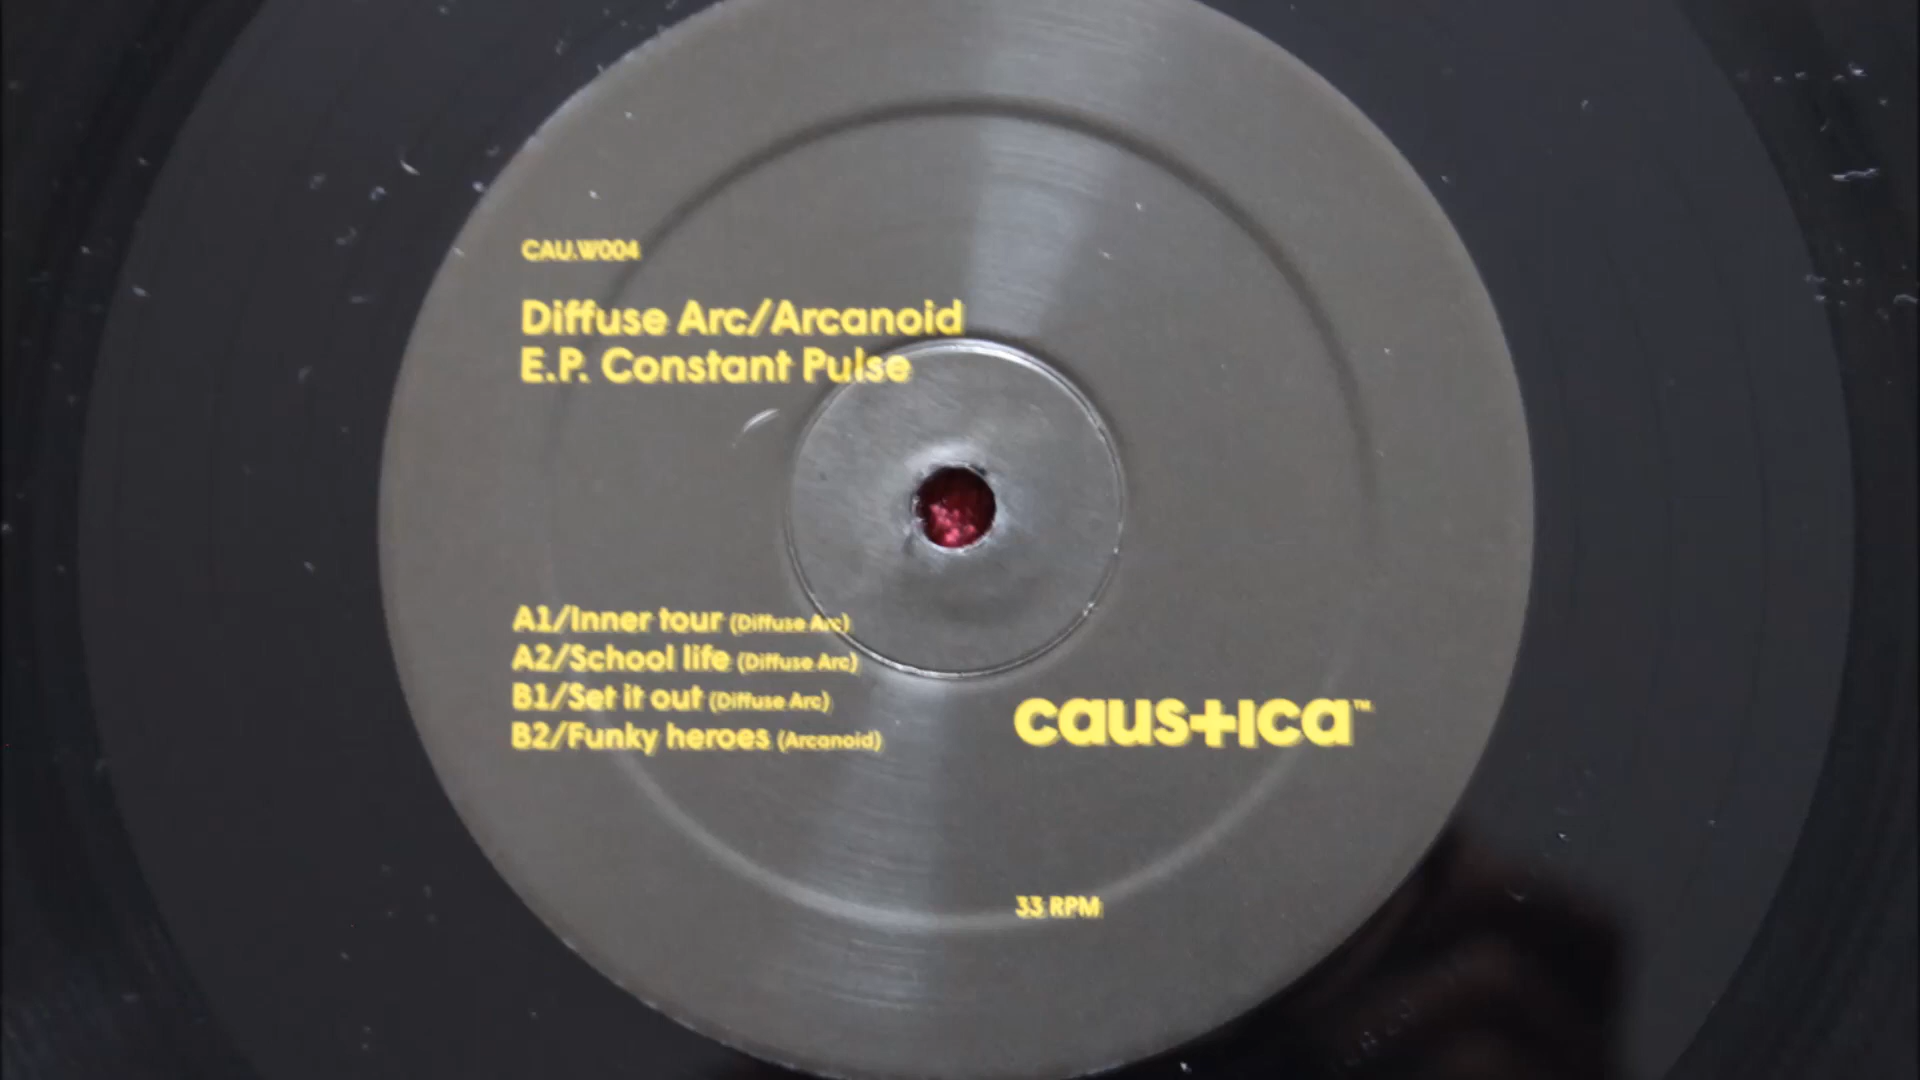 CAU.W004
Diffuse Arc/Arcanoid
E.P. Constant Pulse
A1/Inner tour (Diffuse Arc)
A2/School life (Diffuse Arc)
B1/Set it out (Diffuse Arc)
B2/Funky heroes (Arcanoid)
caustica™
33 RPM